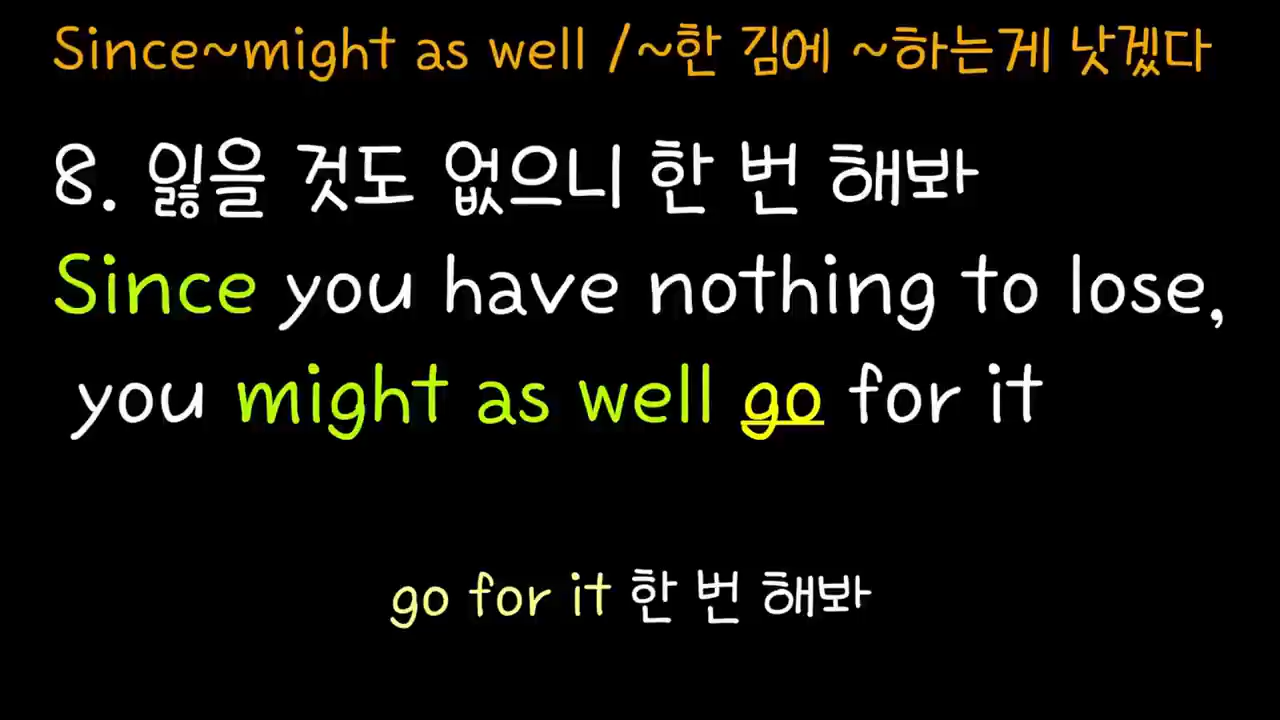 Since~might as well /~한 김에 ~하는게 낫겠다
8. 잃을 것도 없으니 한 번 해봐
Since you have nothing to lose,
you might as well go for it
go for it 한 번 해봐